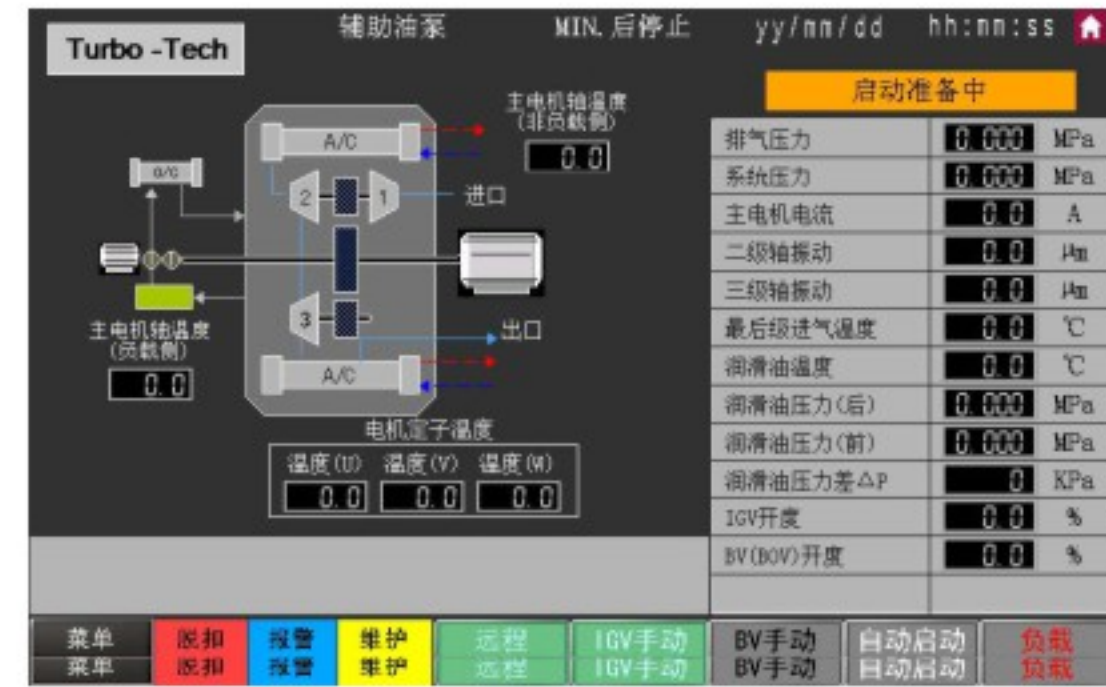 Turbo -Tech
辅助油泵 MIN. 后停止 yy/mm/dd hh:mm:ss
启动准备中
主电机轴温度
(非负载侧)
0.0
A/C
O/C
2
1
进口
3
出口
A/C
主电机轴温度
(负载侧)
0.0
电机定子温度
温度(U) 温度(V) 温度(W)
0.0 0.0 0.0
排气压力 0.000 MPa
系统压力 0.000 MPa
主电机电流 0.0 A
二级轴振动 0.0 μm
三级轴振动 0.0 μm
最后级进气温度 0.0 ℃
润滑油温度 0.0 ℃
润滑油压力(后) 0.000 MPa
润滑油压力(前) 0.000 MPa
润滑油压力差△P 0 KPa
IGV开度 0.0 %
BV(BOV)开度 0.0 %
菜单 脱扣 报警 维护 远程 IGV手动 BV手动 自动启动 负载
菜单 脱扣 报警 维护 远程 IGV手动 BV手动 自动启动 负载